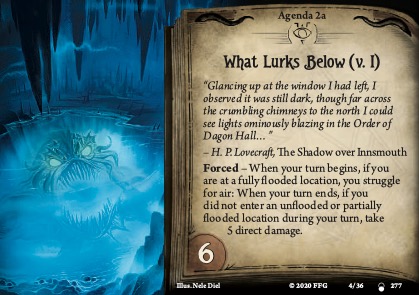 Agenda 2a
What Lurks Below (v. I)
“Glancing up at the window I had left, I
observed it was still dark, though far across
the crumbling chimneys to the north I could
see lights ominously blazing in the Order of
Dagon Hall... ”
– H. P. Lovecraft, The Shadow over Innsmouth
Forced – When your turn begins, if you
are at a fully flooded location, you struggle
for air: When your turn ends, if you
did not enter an unflooded or partially
flooded location during your turn, take
5 direct damage.
6
Illus. Nele Diel
© 2020 FFG
4/36
277